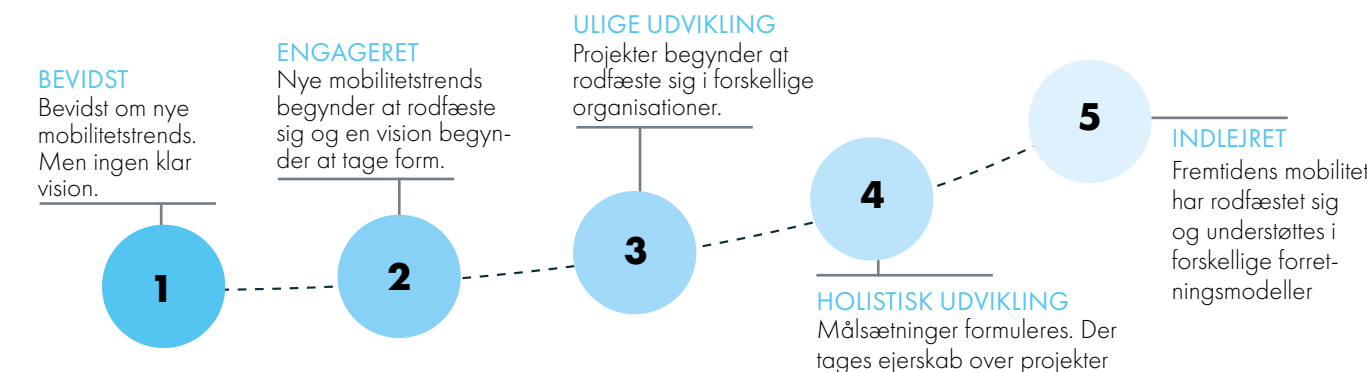 BEVIDST
Bevidst om nye
mobilitetstrends.
Men ingen klar
vision.
1
ENGAGERET
Nye mobilitetstrends
begynder at rodfæste
sig og en vision begyn-
der at tage form.
2
ULIGE UDVIKLING
Projekter begynder at
rodfæste sig i forskellige
organisationer.
3
4
HOLISTISK UDVIKLING
Målsætninger formuleres. Der
tages ejerskab over projekter
5
INDLEJRET
Fremtidens mobilitet
har rodfæstet sig
og understøttes i
forskellige forret-
ningsmodeller